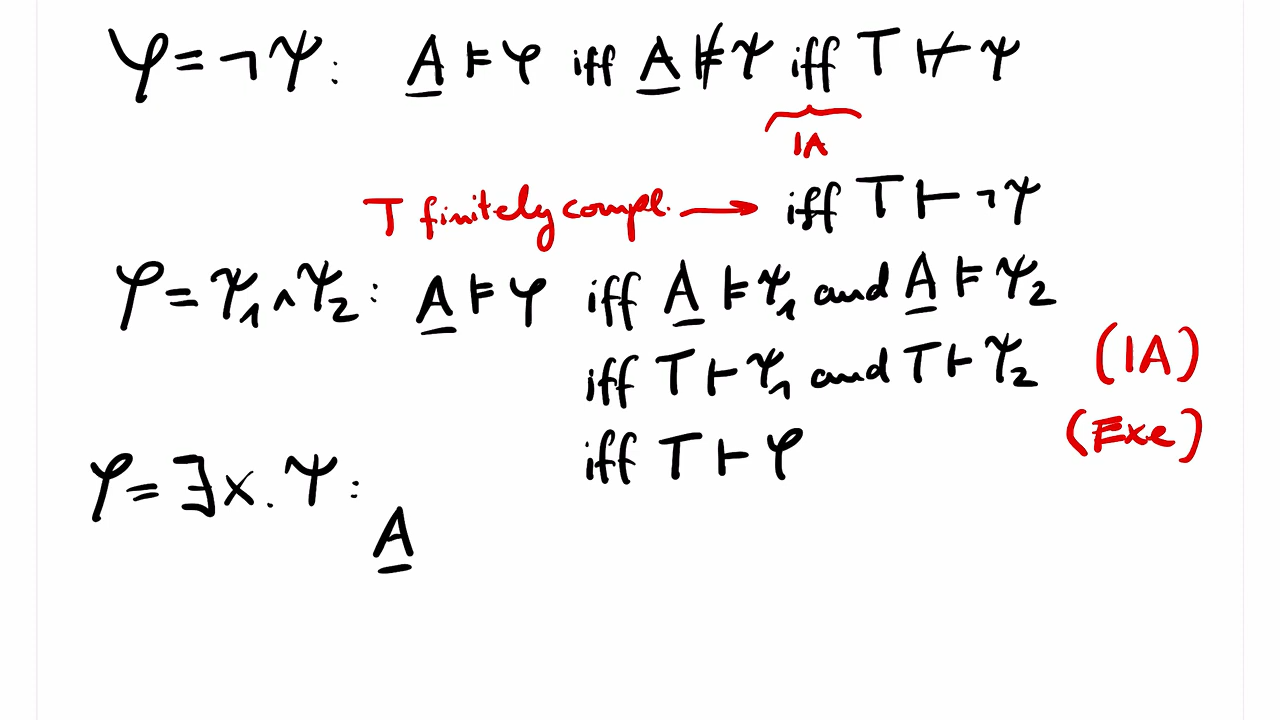 φ = ¬ψ: A ⊨ φ iff A ⊭ ψ iff T ⊬ ψ
IA
T finitely compl. → iff T ⊢ ¬ψ
φ = ψ₁ ∧ ψ₂: A ⊨ φ iff A ⊨ ψ₁ and A ⊨ ψ₂
iff T ⊢ ψ₁ and T ⊢ ψ₂ (IA)
iff T ⊢ φ (Exe)
φ = ∃x. ψ:
A